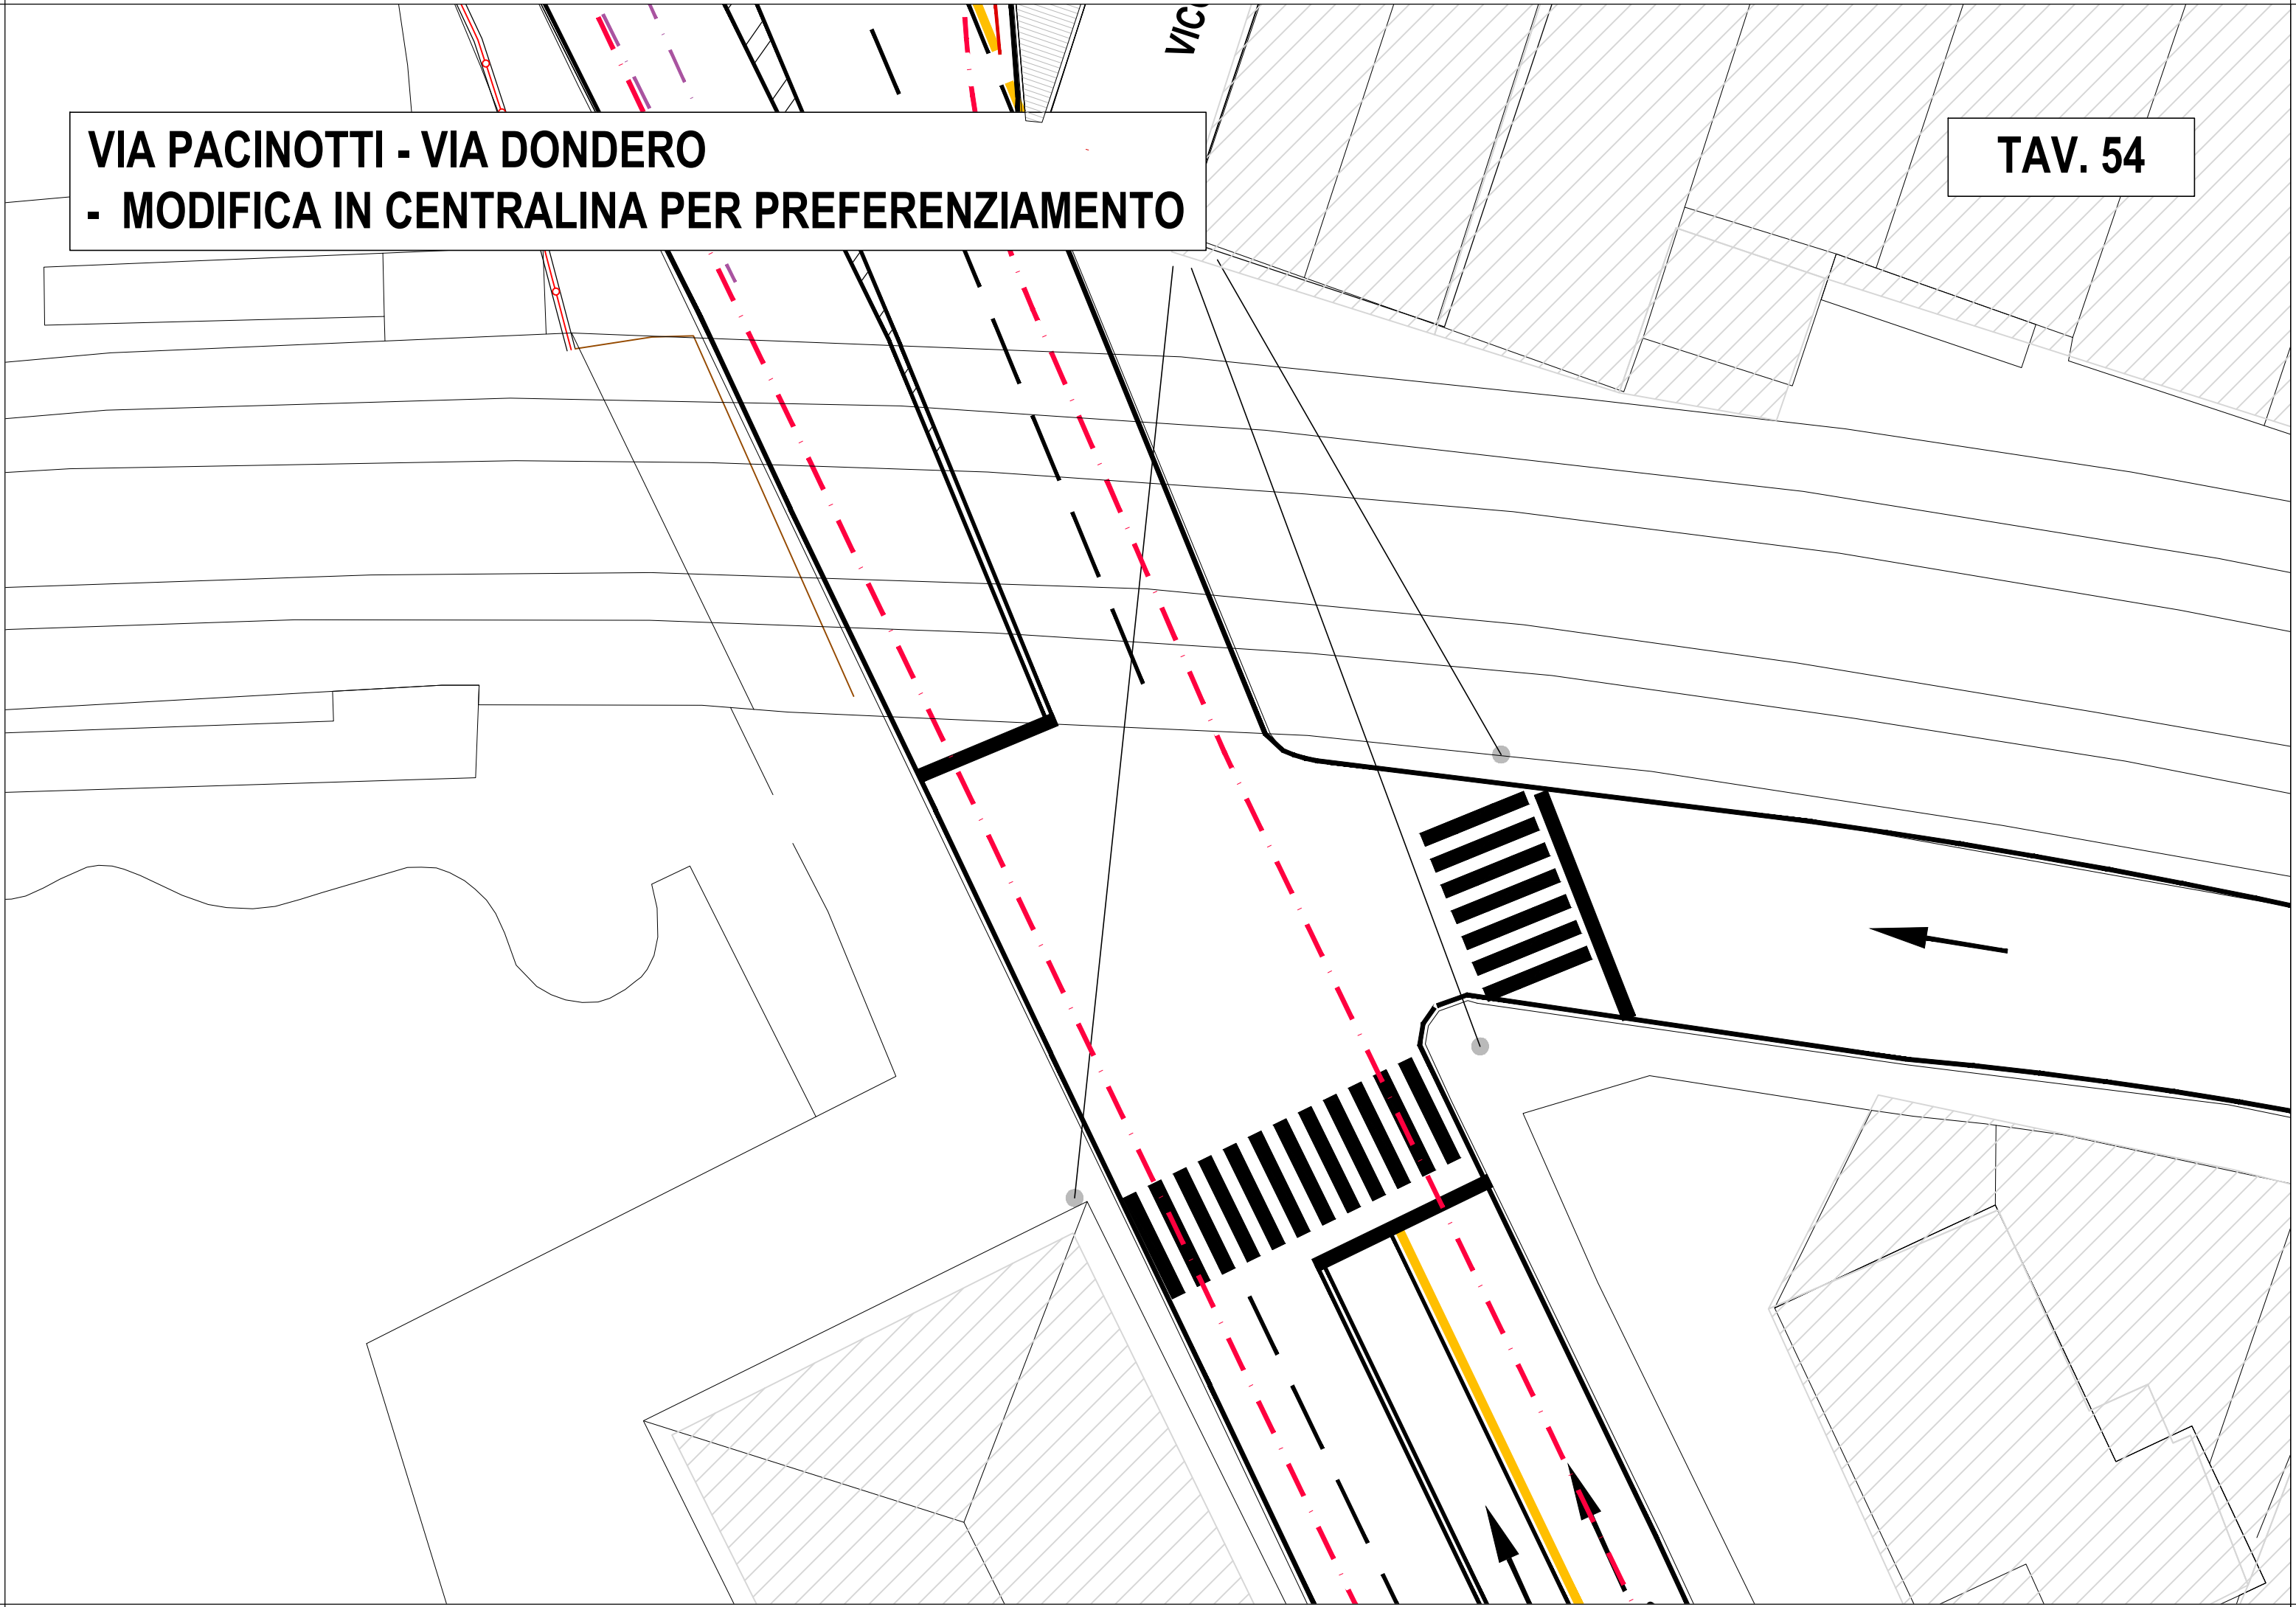 VIA PACINOTTI - VIA DONDERO
- MODIFICA IN CENTRALINA PER PREFERENZIAMENTO
TAV. 54